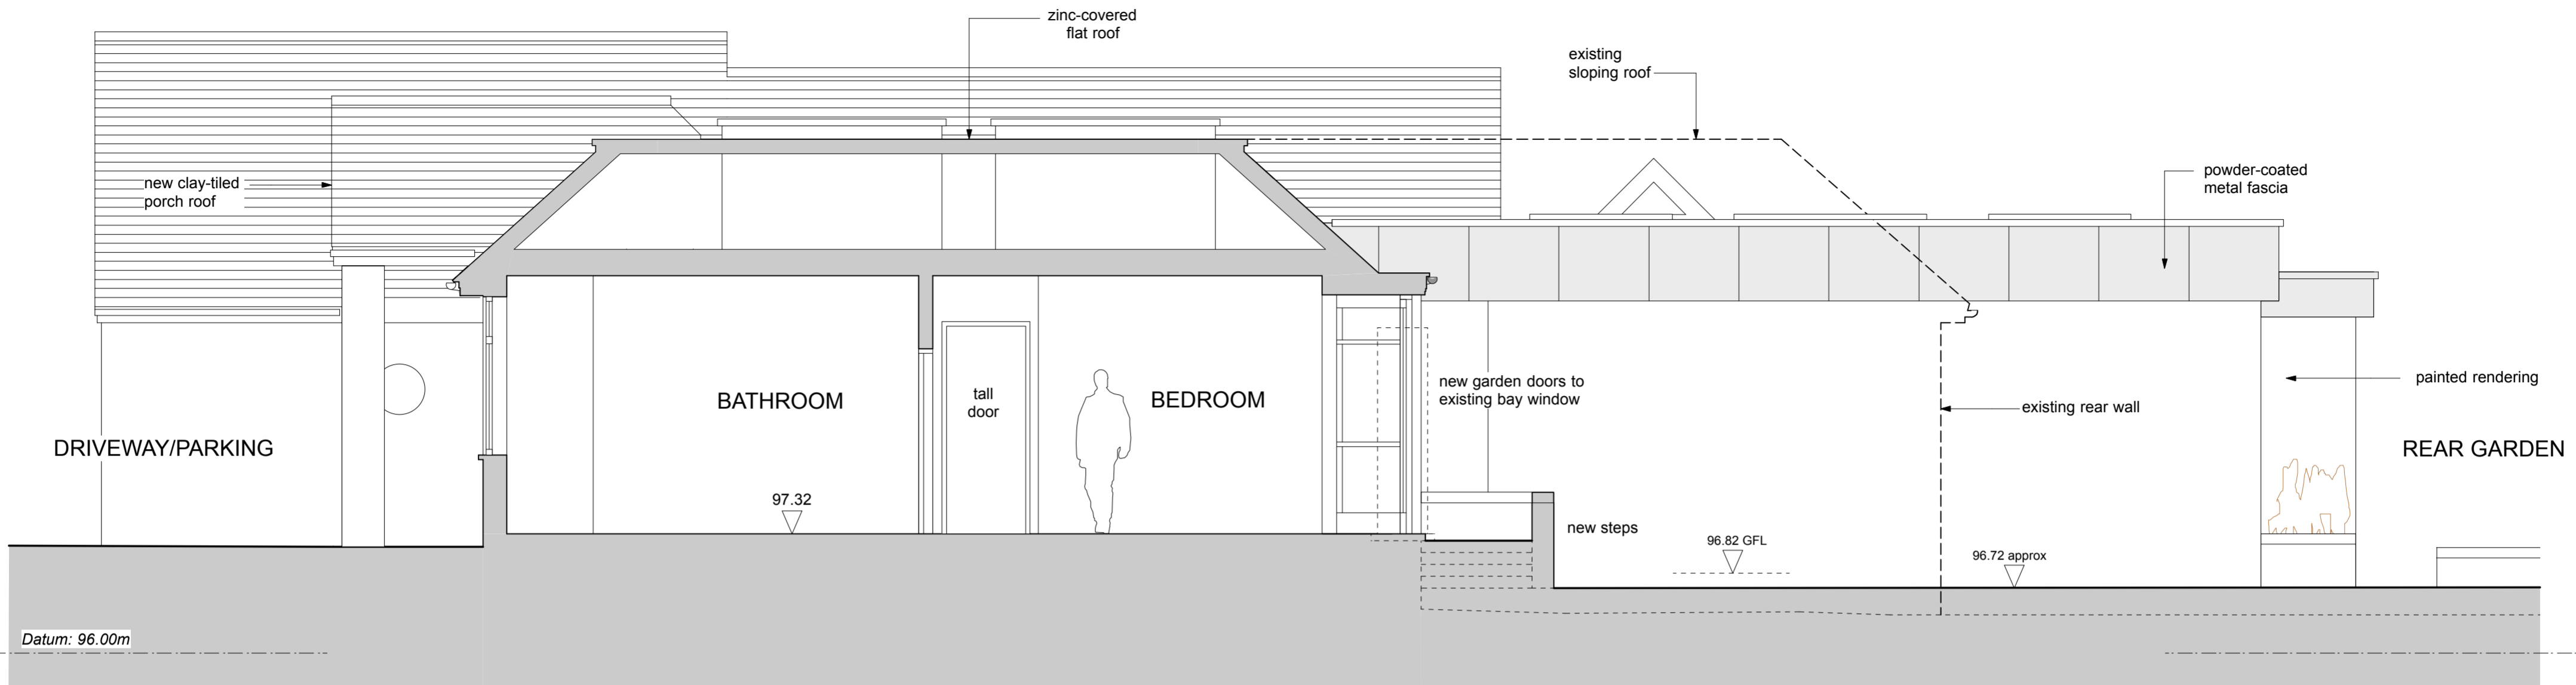 zinc-covered
flat roof
existing
sloping roof
new clay-tiled
porch roof
powder-coated
metal fascia
BATHROOM
tall
door
BEDROOM
new garden doors to
existing bay window
painted rendering
existing rear wall
DRIVEWAY/PARKING
REAR GARDEN
97.32
new steps
96.82 GFL
96.72 approx
Datum: 96.00m